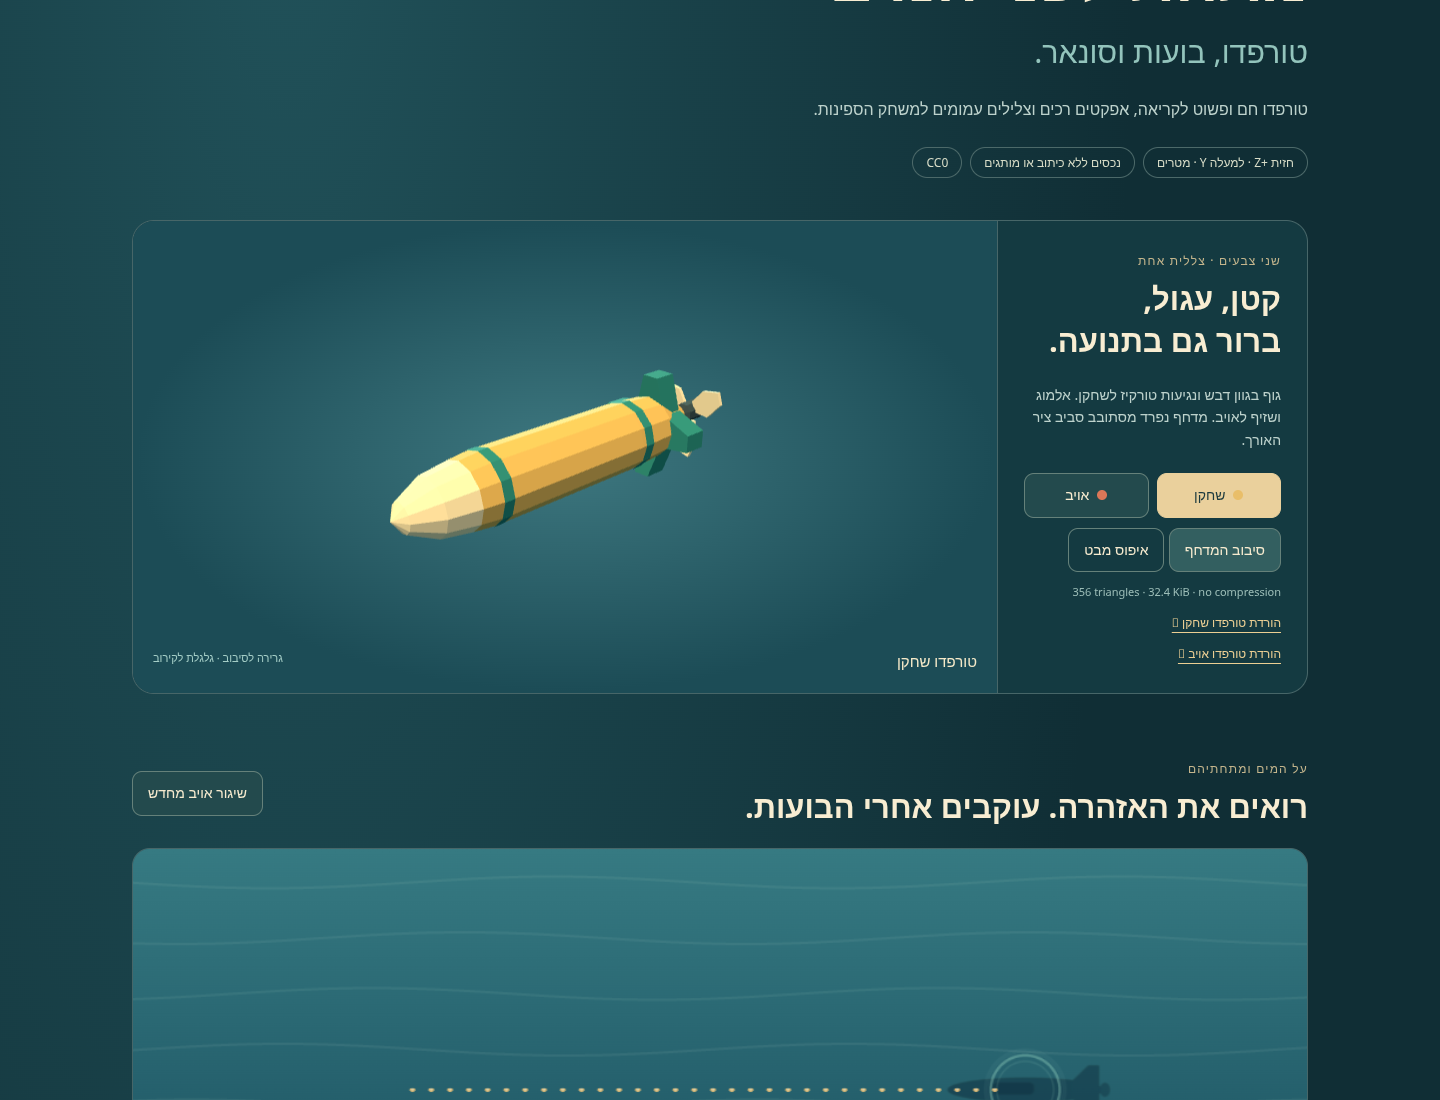 טורפדו, בועות וסונאר.
טורפדו חם ופשוט לקריאה, אפקטים רכים וצלילים עמומים למשחק הספינות.
חזית +Z · למעלה Y · מטרים
נכסים ללא כיתוב או מותגים
CC0
שני צבעים · צללית אחת
קטן, עגול,
ברור גם בתנועה.
גוף בגוון דבש ונגיעות טורקיז לשחקן. אלמוג
ושזיף לאויב. מדחף נפרד מסתובב סביב ציר
האורך.
שחקן
אויב
סיבוב המדחף
איפוס מבט
356 triangles · 32.4 KiB · no compression
הורדת טורפדו שחקן
הורדת טורפדו אויב
טורפדו שחקן
גרירה לסיבוב · גלגלת לקירוב
על המים ומתחתיהם
רואים את האזהרה. עוקבים אחרי הבועות.
שיגור אויב מחדש